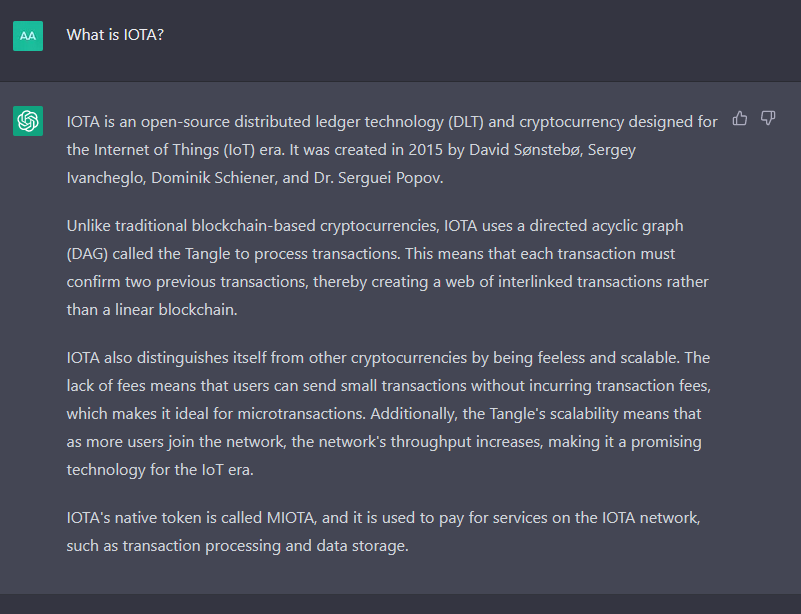 AA
What is IOTA?
IOTA is an open-source distributed ledger technology (DLT) and cryptocurrency designed for
the Internet of Things (IoT) era. It was created in 2015 by David Sønstebø, Sergey
Ivancheglo, Dominik Schiener, and Dr. Serguei Popov.
Unlike traditional blockchain-based cryptocurrencies, IOTA uses a directed acyclic graph
(DAG) called the Tangle to process transactions. This means that each transaction must
confirm two previous transactions, thereby creating a web of interlinked transactions rather
than a linear blockchain.
IOTA also distinguishes itself from other cryptocurrencies by being feeless and scalable. The
lack of fees means that users can send small transactions without incurring transaction fees,
which makes it ideal for microtransactions. Additionally, the Tangle's scalability means that
as more users join the network, the network's throughput increases, making it a promising
technology for the IoT era.
IOTA's native token is called MIOTA, and it is used to pay for services on the IOTA network,
such as transaction processing and data storage.